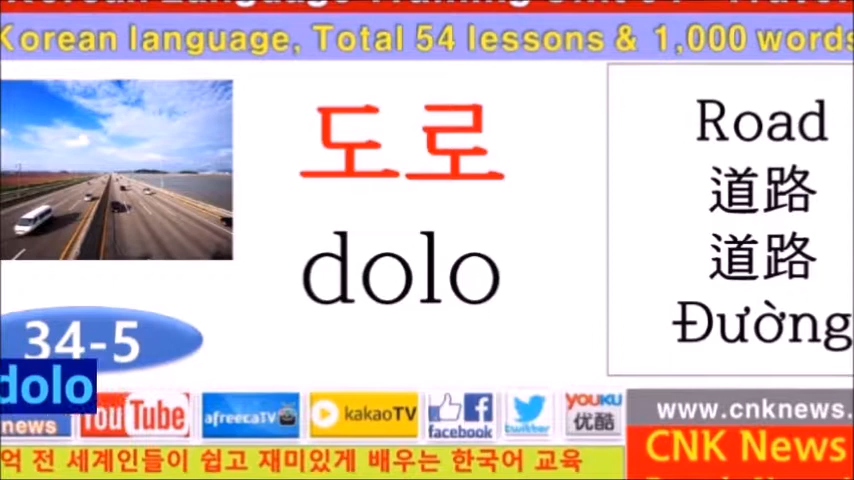 Korean language, Total 54 lessons & 1,000 words
도로
dolo
Road
道路
道路
Đường
34-5
dolo
news
YouTube
afreecaTV
kakaoTV
facebook
twitter
YOUKU
优酷
www.cnknews.
CNK News
억 전 세계인들이 쉽고 재미있게 배우는 한국어 교육